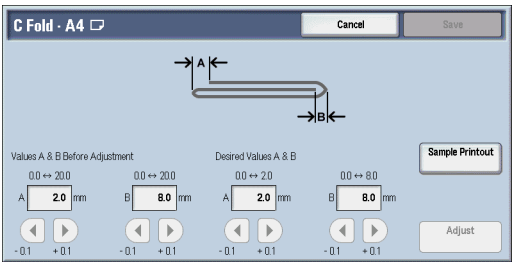 C Fold - A4
Cancel
Save
A
B
Values A & B Before Adjustment
Desired Values A & B
Sample Printout
0.0 ↔ 20.0
0.0 ↔ 20.0
0.0 ↔ 2.0
0.0 ↔ 8.0
A 2.0 mm
B 8.0 mm
A 2.0 mm
B 8.0 mm
Adjust
- 0.1 + 0.1
- 0.1 + 0.1
- 0.1 + 0.1
- 0.1 + 0.1